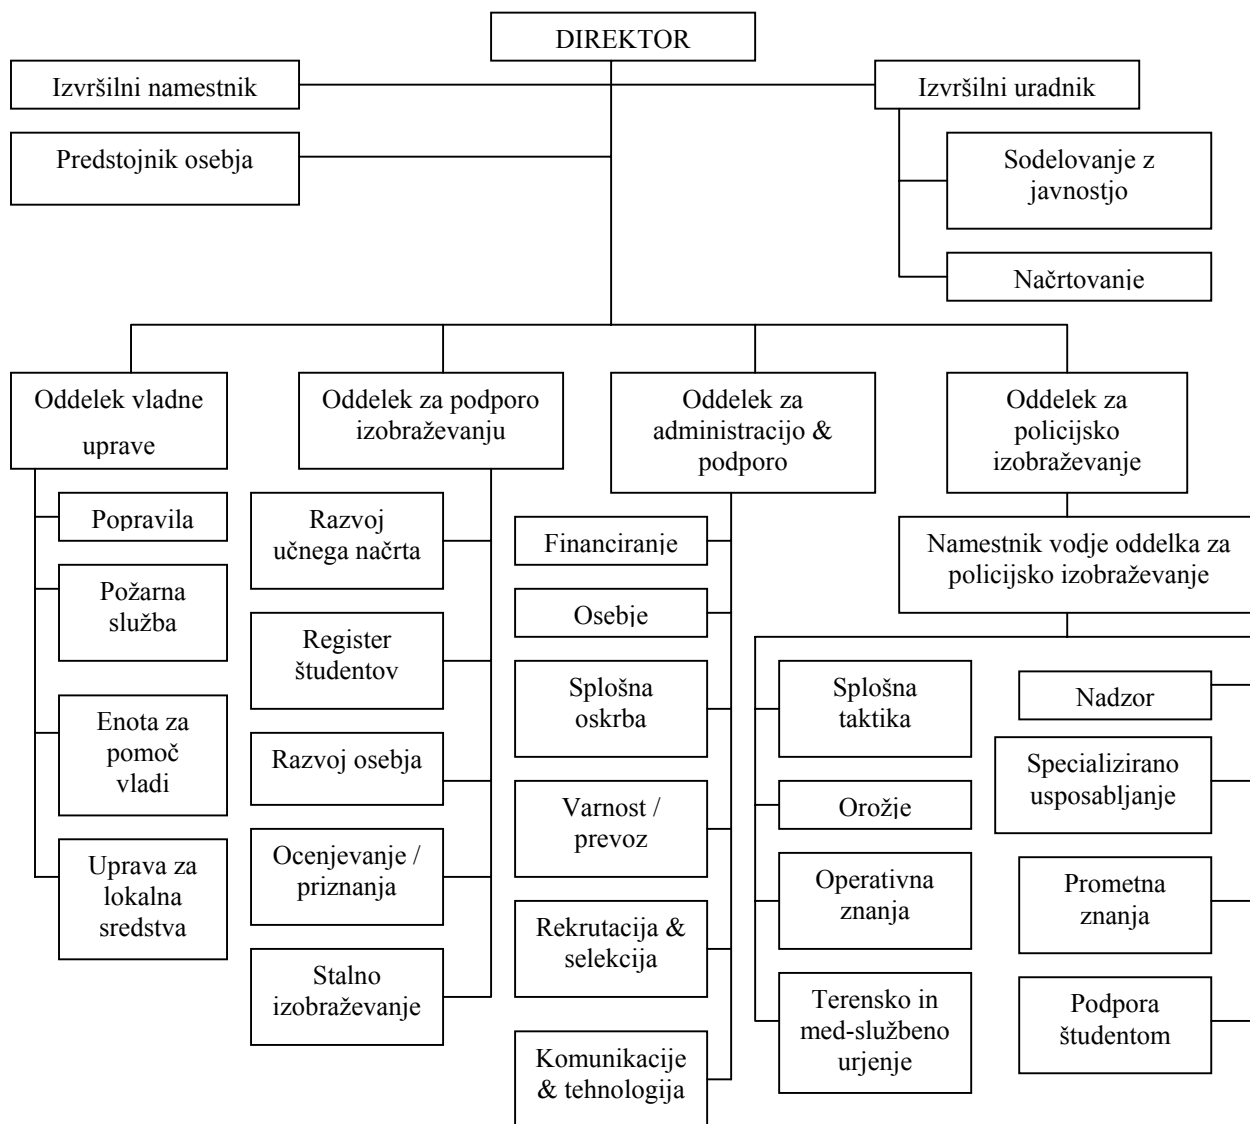 DIREKTOR
Izvršilni namestnik
Izvršilni uradnik
Predstojnik osebja
Sodelovanje z
javnostjo
Načrtovanje
Oddelek vladne
uprave
Oddelek za podporo
izobraževanju
Oddelek za
administracijo &
podporo
Oddelek za
policijsko
izobraževanje
Popravila
Požarna
služba
Enota za
pomoč
vladi
Uprava za
lokalna
sredstva
Razvoj
učnega načrta
Register
študentov
Razvoj osebja
Ocenjevanje /
priznanja
Stalno
izobraževanje
Financiranje
Osebje
Splošna
oskrba
Varnost /
prevoz
Rekrutacija &
selekcija
Komunikacije
& tehnologija
Namestnik vodje oddelka za
policijsko izobraževanje
Splošna
taktika
Orožje
Operativna
znanja
Terensko in
med-službeno
urjenje
Nadzor
Specializirano
usposabljanje
Prometna
znanja
Podpora
študentom